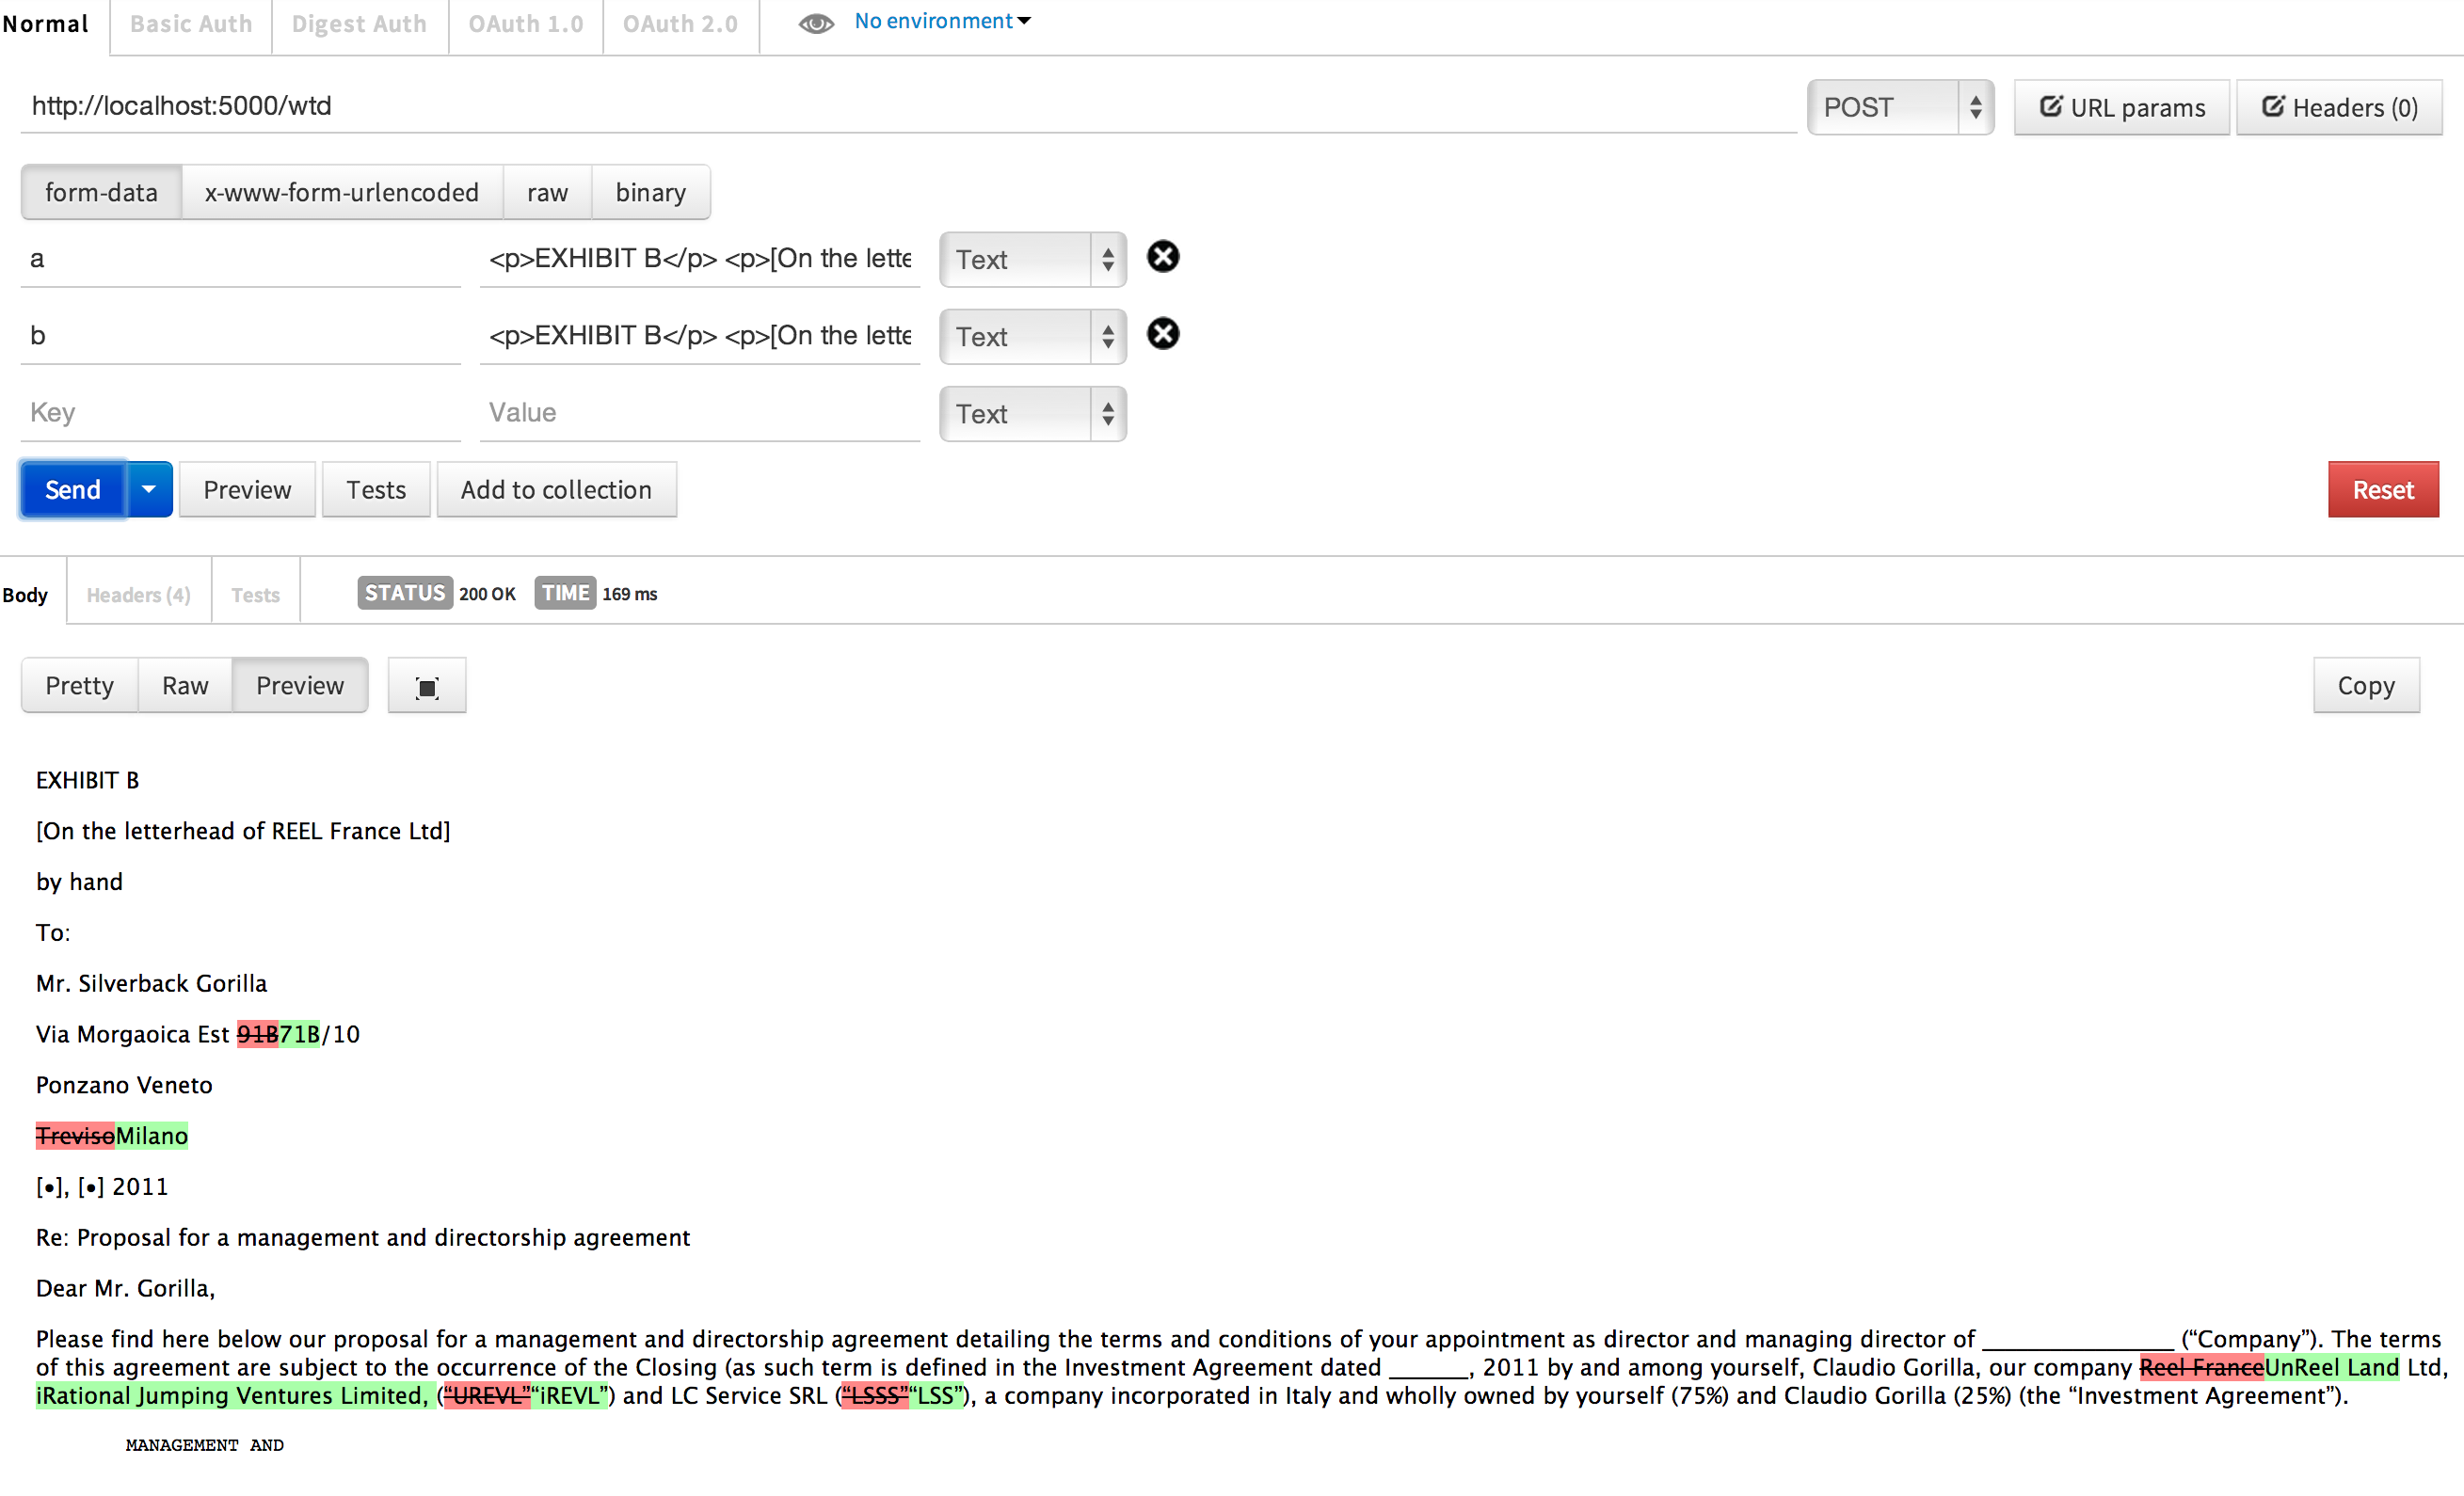 Normal Basic Auth Digest Auth OAuth 1.0 OAuth 2.0 No environment
http://localhost:5000/wtd POST URL params Headers (0)
form-data x-www-form-urlencoded raw binary
a <p>EXHIBIT B</p> <p>[On the lette Text
b <p>EXHIBIT B</p> <p>[On the lette Text
Key Value Text
Send Preview Tests Add to collection Reset
Body Headers (4) Tests STATUS 200 OK TIME 169 ms
Pretty Raw Preview Copy
EXHIBIT B
[On the letterhead of REEL France Ltd]
by hand
To:
Mr. Silverback Gorilla
Via Morgaoica Est 91B71B/10
Ponzano Veneto
TrevisoMilano
[•], [•] 2011
Re: Proposal for a management and directorship agreement
Dear Mr. Gorilla,
Please find here below our proposal for a management and directorship agreement detailing the terms and conditions of your appointment as director and managing director of _________________ (“Company”). The terms
of this agreement are subject to the occurrence of the Closing (as such term is defined in the Investment Agreement dated _______, 2011 by and among yourself, Claudio Gorilla, our company Reel FranceUnReel Land Ltd,
iRational Jumping Ventures Limited, (“UREVL”“iREVL”) and LC Service SRL (“LSSS”“LSS”), a company incorporated in Italy and wholly owned by yourself (75%) and Claudio Gorilla (25%) (the “Investment Agreement”).
MANAGEMENT AND